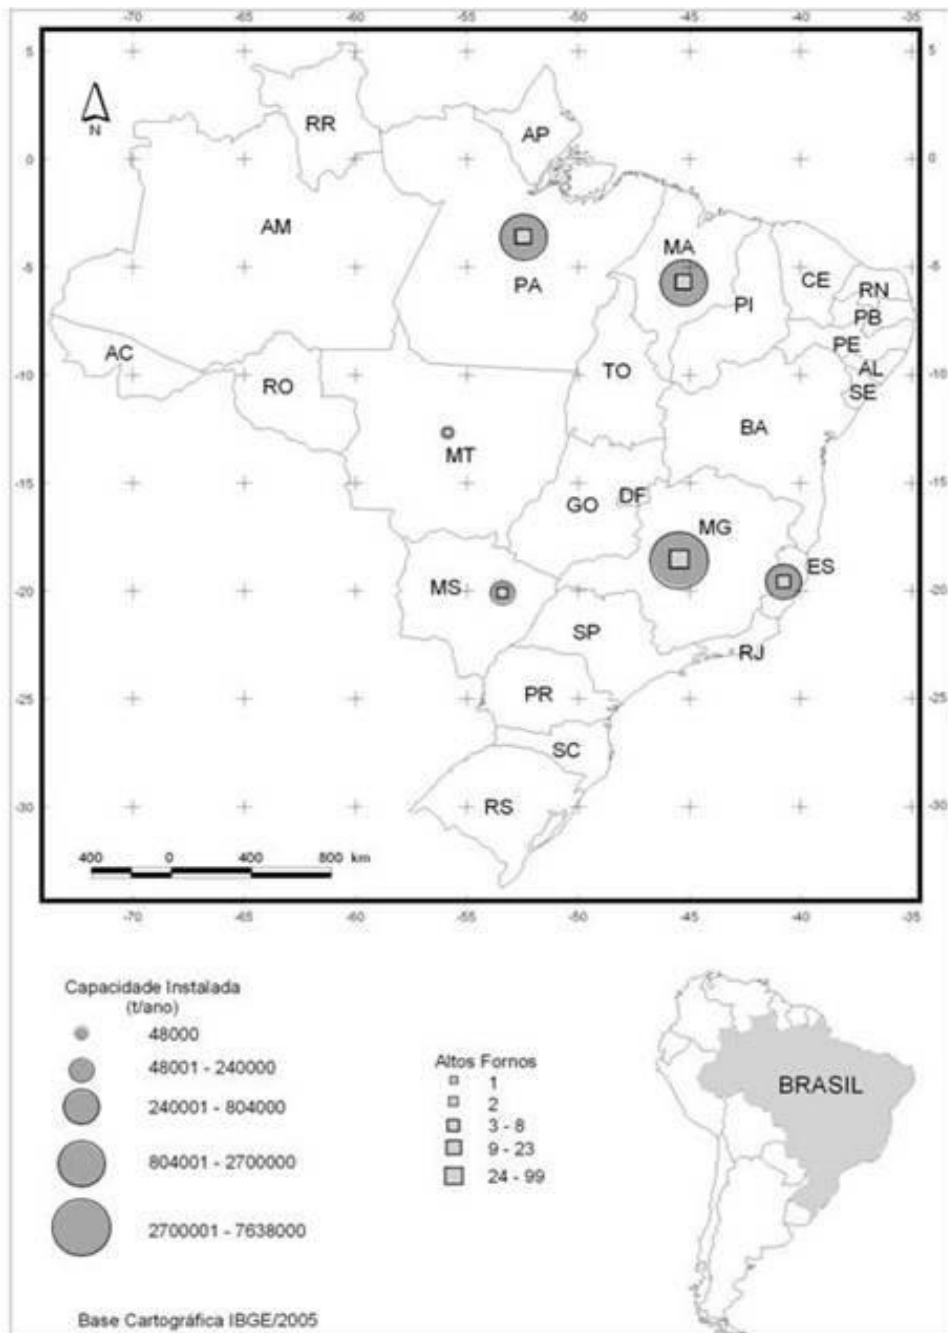 -70 -65 -60 -55 -50 -45 -40 -35
5 5
N
RR AP
0 0
AM
MA
PA
CE
-5 -5
RN
PI
PB
AC
PE
RO TO AL
-10 -10
SE
BA
MT
-15 -15
GO DF
MG
MS ES
-20 -20
SP
RJ
PR
-25 -25
SC
RS
-30 -30
400 0 400 800 km
-70 -65 -60 -55 -50 -45 -40 -35
Capacidade Instalada
(t/ano)
48000
48001 - 240000
240001 - 804000
804001 - 2700000
2700001 - 7638000
Altos Fornos
1
2
3 - 8
9 - 23
24 - 99
BRASIL
Base Cartográfica IBGE/2005